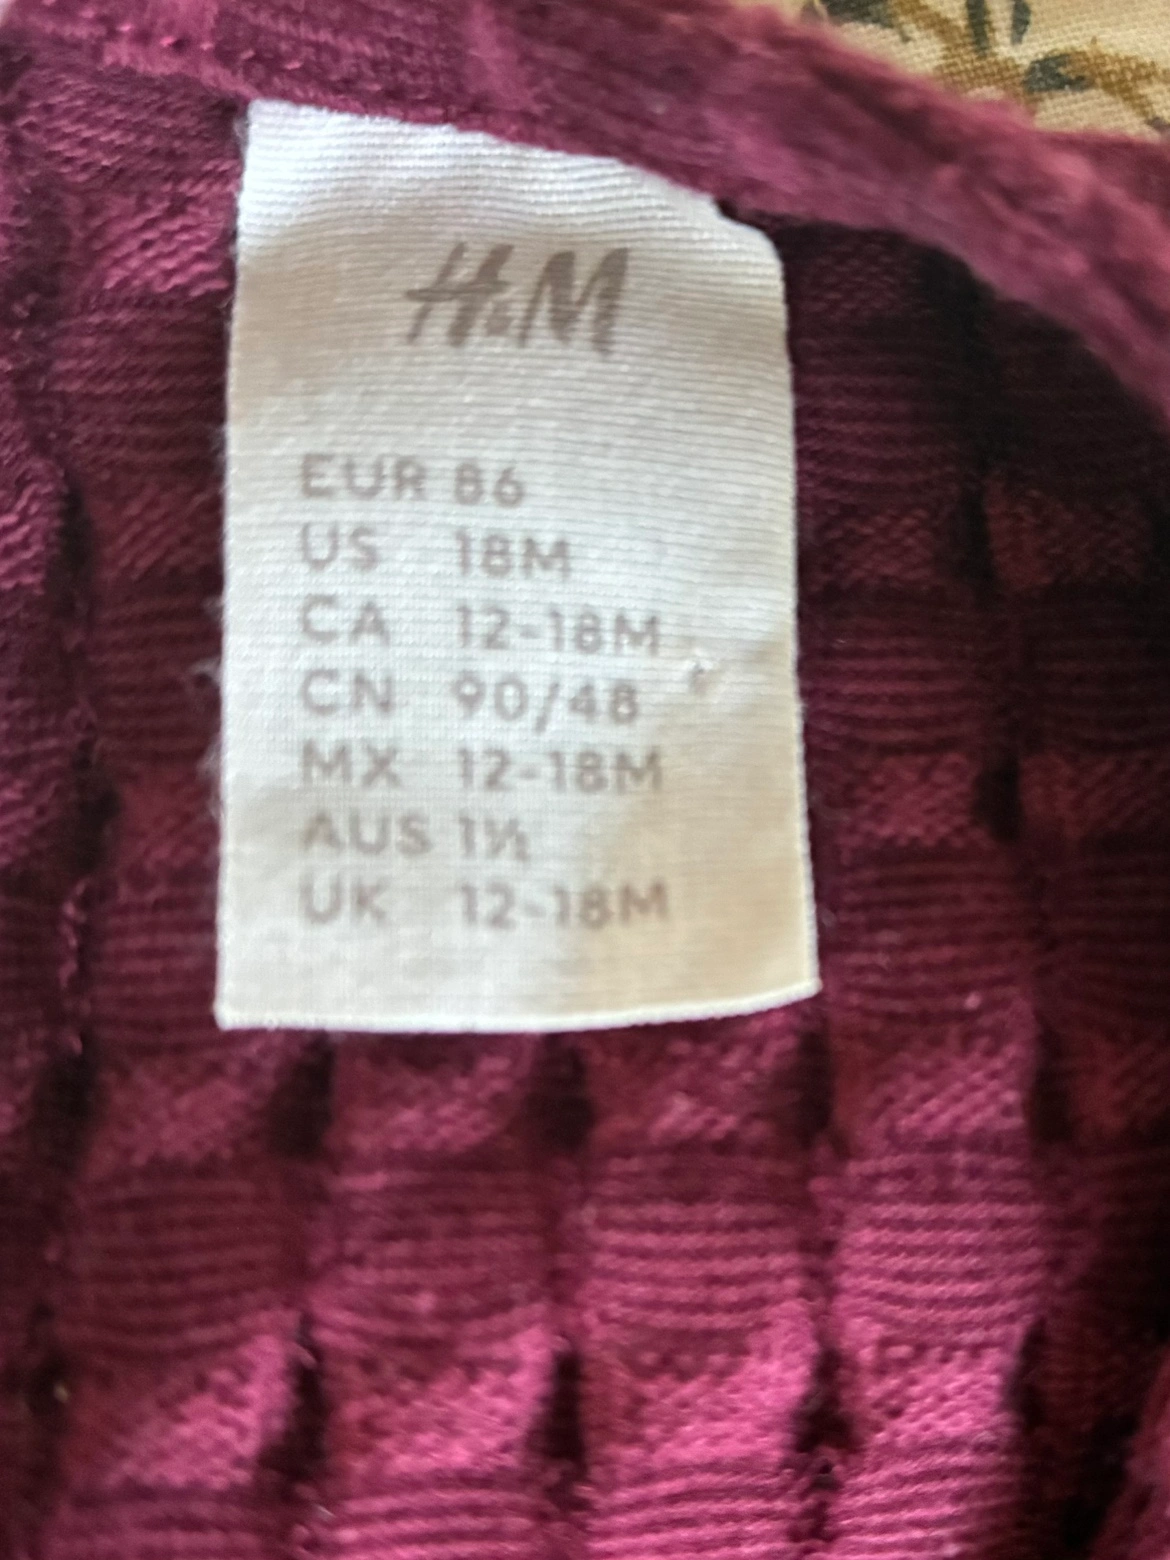 H&M
EUR 86
US 18M
CA 12-18M
CN 90/48
MX 12-18M
AUS 1½
UK 12-18M